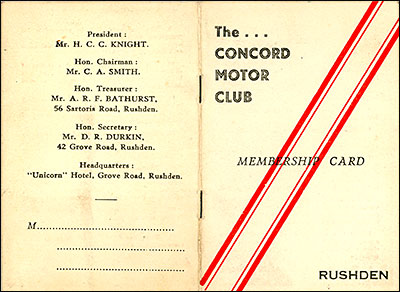 President :
Mr. H. C. C. KNIGHT.
Hon. Chairman :
Mr. C. A. SMITH.
Hon. Treasurer :
Mr. A. R. F. BATHURST,
56 Sartoris Road, Rushden.
Hon. Secretary :
Mr. D. R. DURKIN,
42 Grove Road, Rushden.
Headquarters :
"Unicorn" Hotel, Grove Road, Rushden.
M..............................
The . . .
CONCORD
MOTOR
CLUB
MEMBERSHIP CARD
RUSHDEN